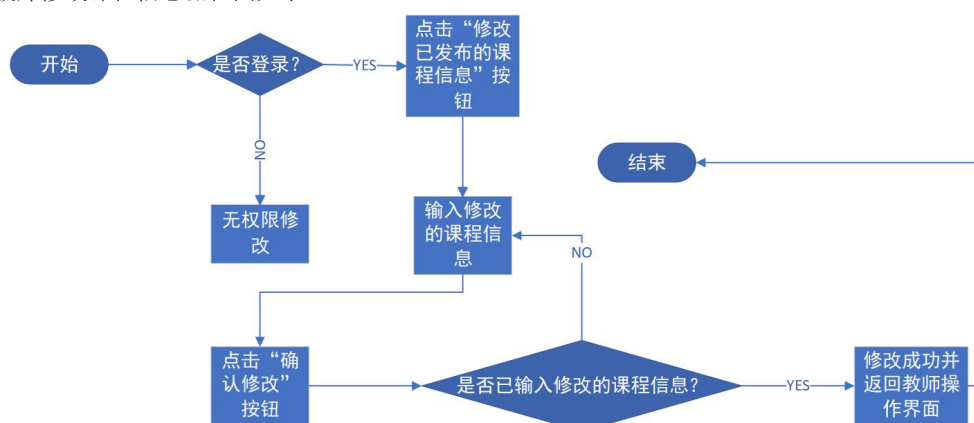 开始
是否登录？
YES
点击“修改
已发布的课
程信息”按
钮
NO
结束
无权限修
改
输入修改
的课程信
息
NO
点击“确
认修改”
按钮
是否已输入修改的课程信息？
YES
修改成功并
返回教师操
作界面